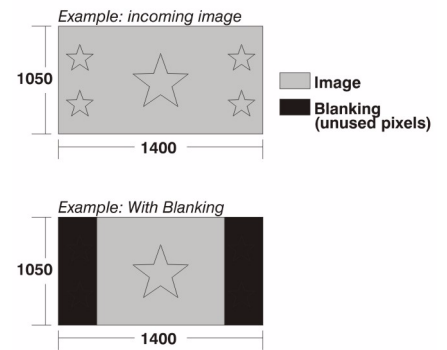 Example: incoming image
1050
Image
Blanking
(unused pixels)
1400
Example: With Blanking
1050
1400